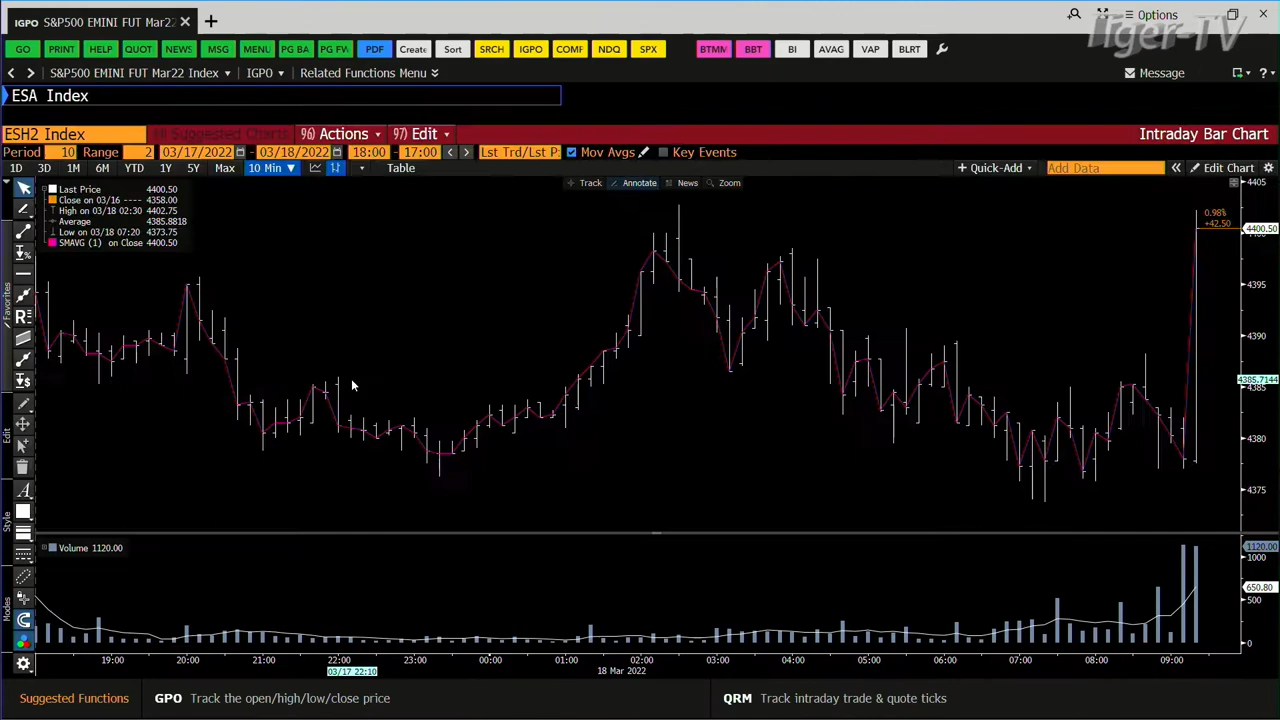 IGPO S&P500 EMINI FUT Mar22
Options
Tiger-TV
GO PRINT HELP QUOT NEWS MSG MENU PG BA PG FW PDF Create Sort SRCH IGPO COMF NDQ SPX BTMM BBT BI AVAG VAP BLRT
S&P500 EMINI FUT Mar22 Index IGPO Related Functions Menu Message
ESA Index
ESH2 Index 96) Actions 97) Edit Intraday Bar Chart
Period 10 Range 2 03/17/2022 - 03/18/2022 18:00 - 17:00 Lst Trd/Lst P Mov Avgs Key Events
1D 3D 1M 6M YTD 1Y 5Y Max 10 Min Table Quick-Add Add Data Edit Chart
Track Annotate News Zoom
Last Price 4400.50
Close on 03/16 ---- 4358.00
High on 03/18 02:30 4402.75
Average 4385.8818
Low on 03/18 07:20 4373.75
SMAVG (1) on Close 4400.50
0.98%
+42.50
4405
4400
4400.50
4395
4390
4385.7144
4385
4380
4375
Favorites
Edit
Style
Modes
Volume 1120.00
1120.00
1000
650.80
500
0
19:00 20:00 21:00 22:00 23:00 00:00 01:00 02:00 03:00 04:00 05:00 06:00 07:00 08:00 09:00
03/17 22:10
18 Mar 2022
Suggested Functions GPO Track the open/high/low/close price QRM Track intraday trade & quote ticks